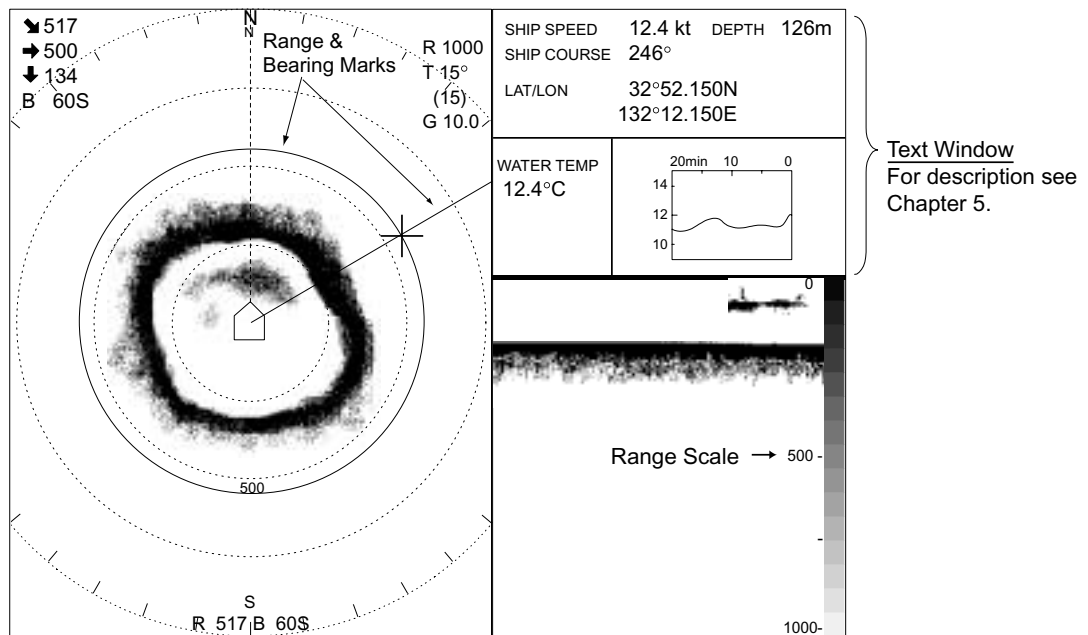 ↘ 517
→ 500
↓ 134
B 60S
N
N
Range &
Bearing Marks
R 1000
T 15°
(15)
G 10.0
500
S
R 517 B 60S
SHIP SPEED 12.4 kt DEPTH 126m
SHIP COURSE 246°
LAT/LON 32°52.150N
132°12.150E
WATER TEMP
12.4°C
20min 10 0
14
12
10
Text Window
For description see
Chapter 5.
0
Range Scale → 500 -
1000-